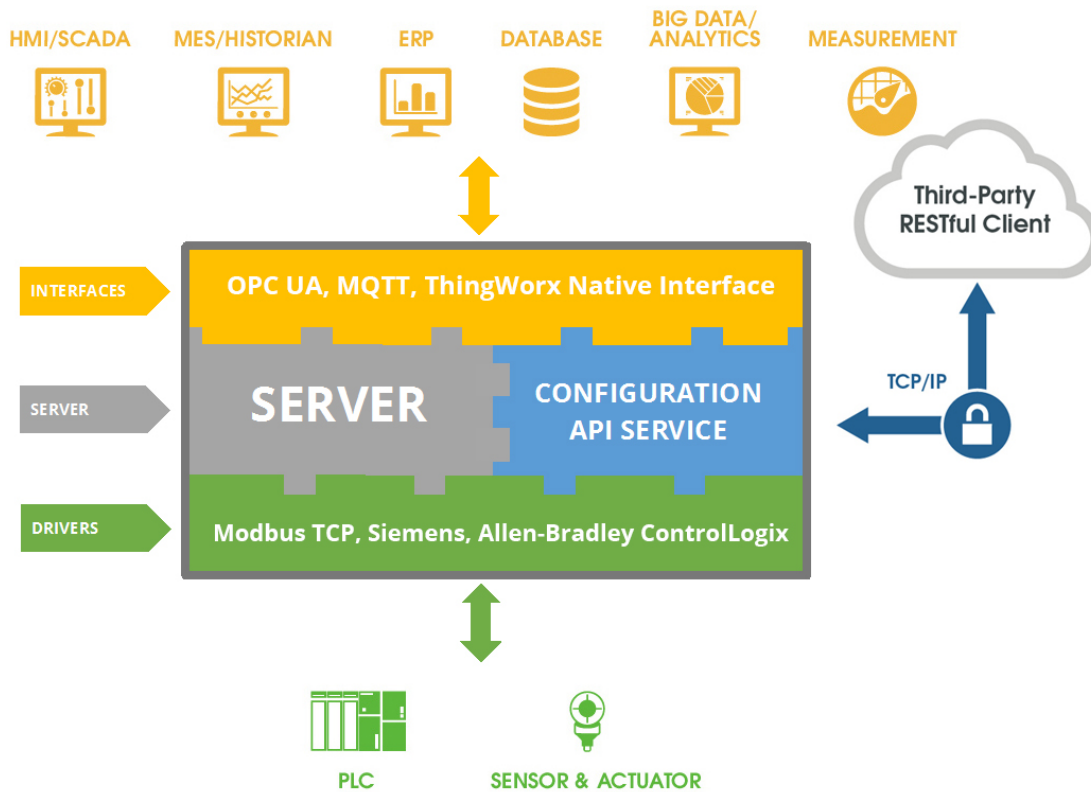 HMI/SCADA
MES/HISTORIAN
ERP
DATABASE
BIG DATA/
ANALYTICS
MEASUREMENT
Third-Party
RESTful Client
INTERFACES
OPC UA, MQTT, ThingWorx Native Interface
SERVER
SERVER
CONFIGURATION
API SERVICE
TCP/IP
DRIVERS
Modbus TCP, Siemens, Allen-Bradley ControlLogix
PLC
SENSOR & ACTUATOR